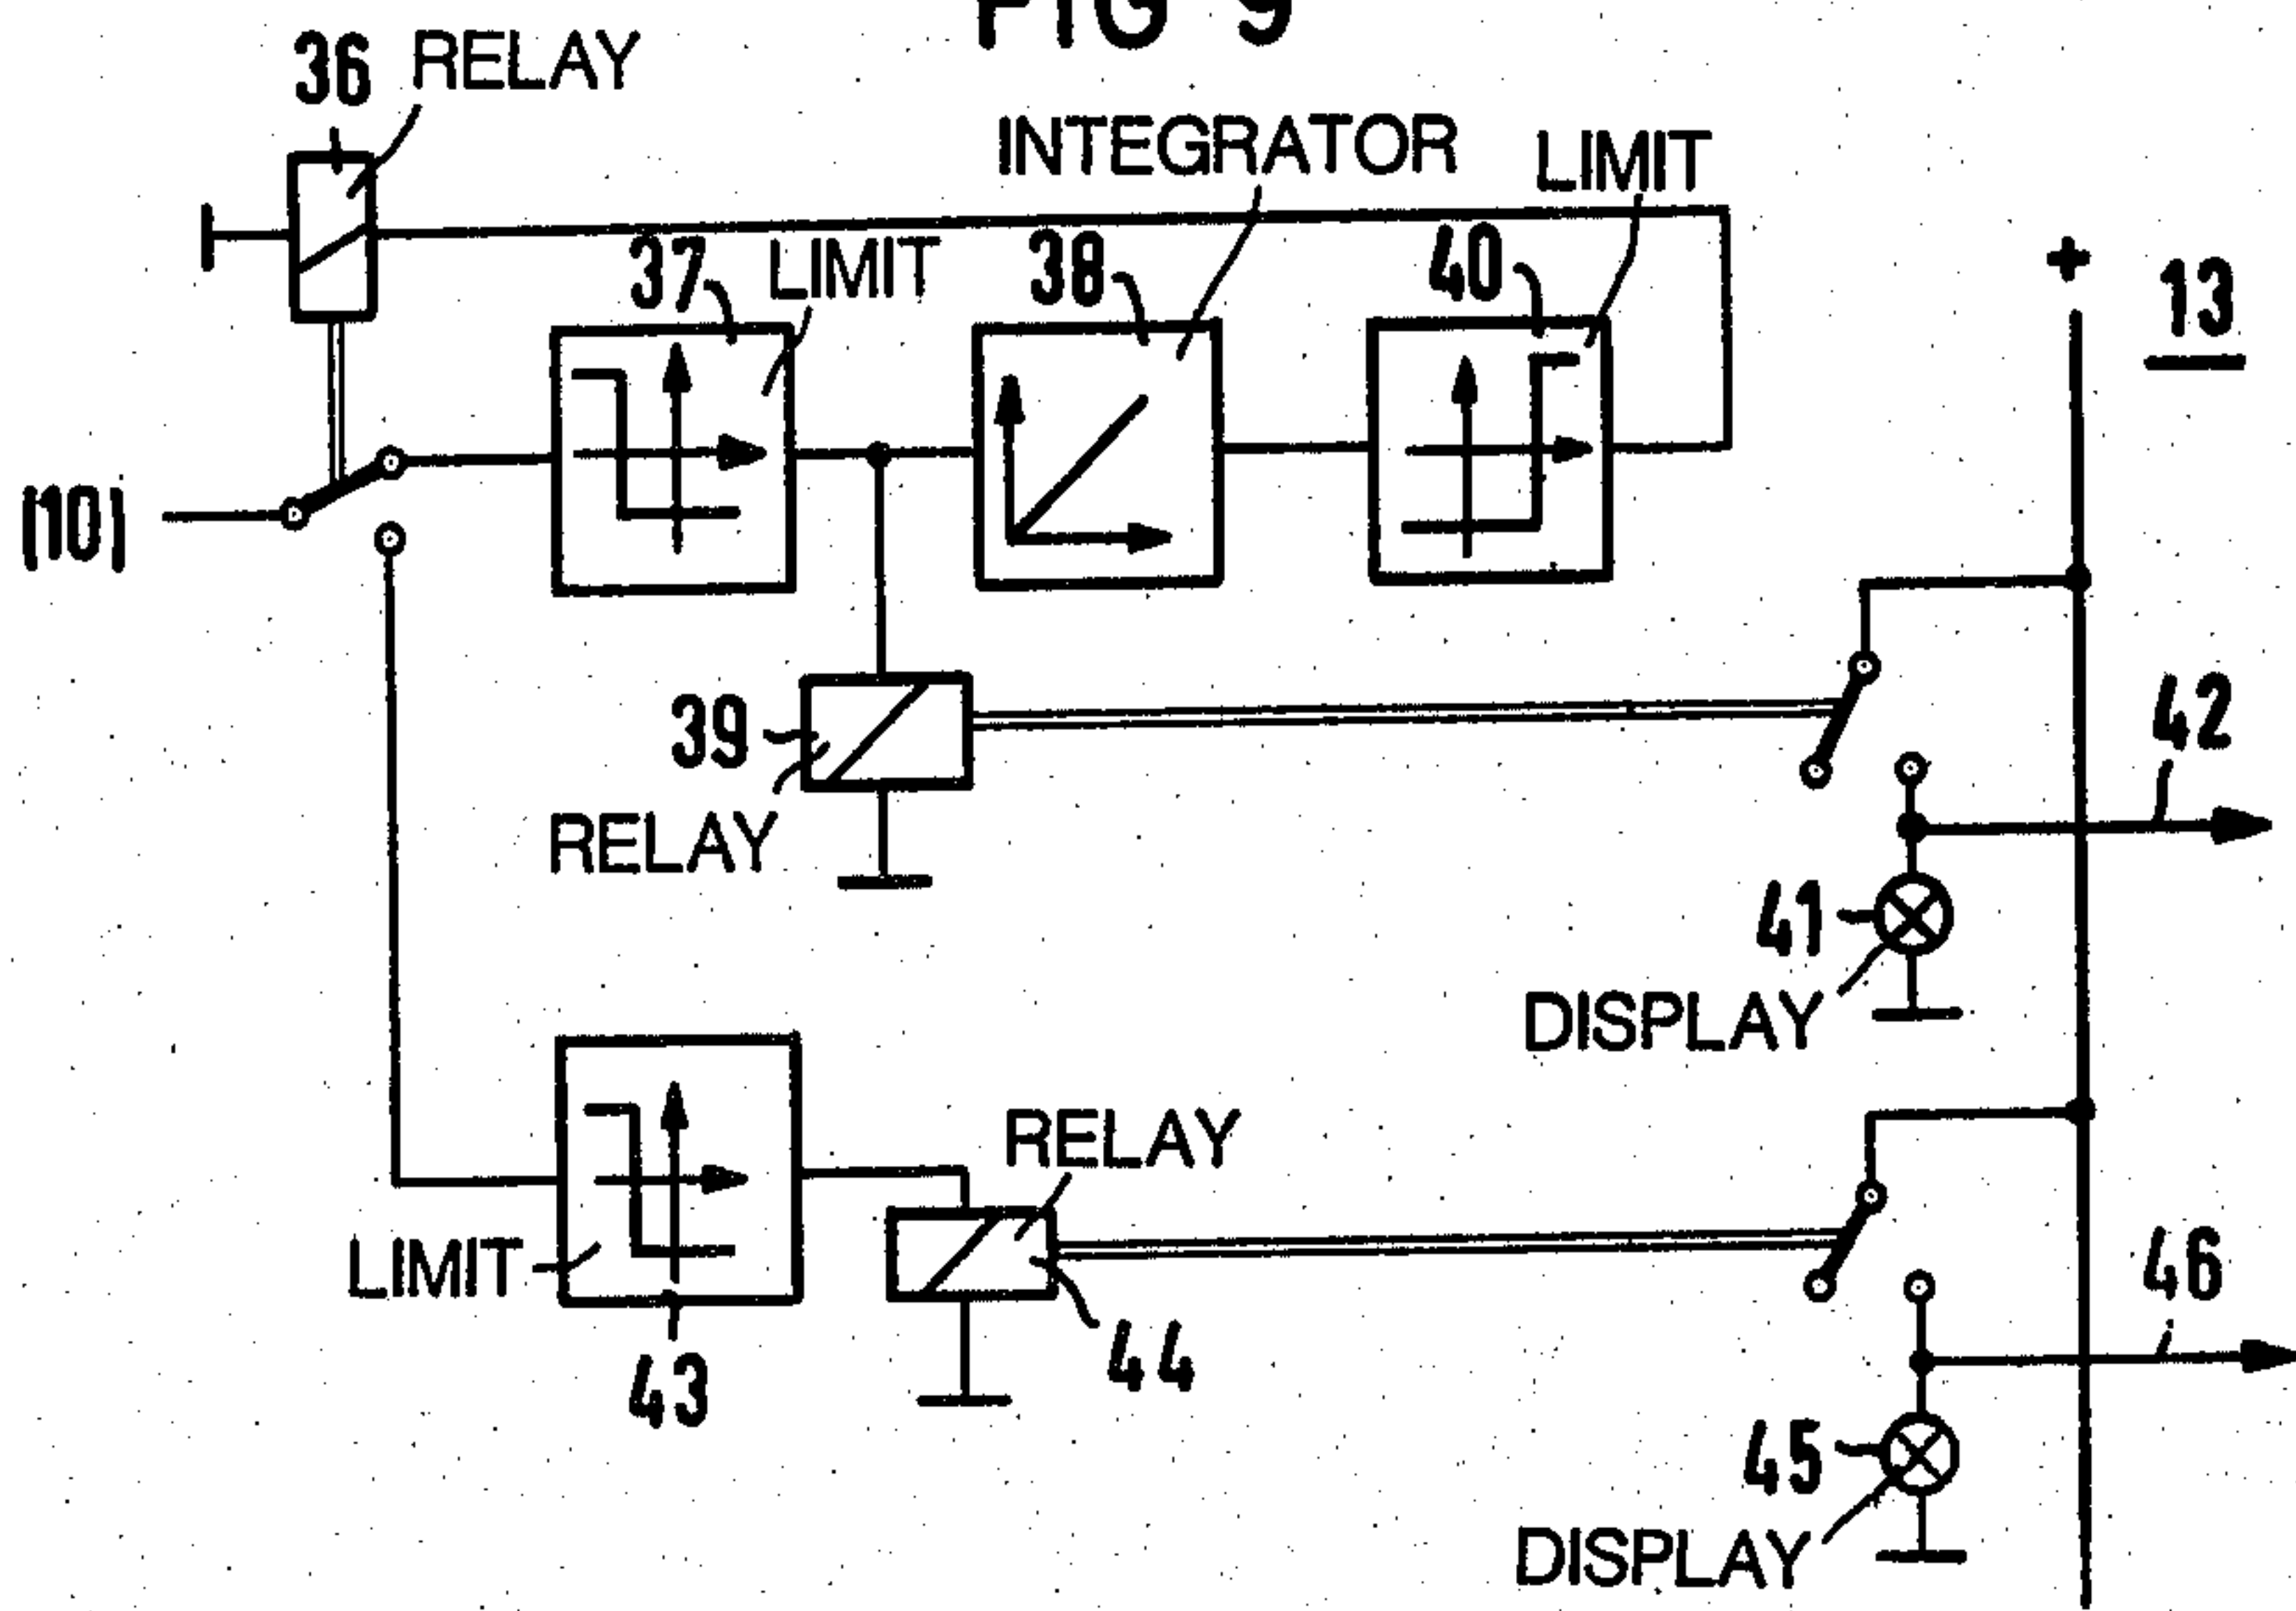 FIG 9
36 RELAY
INTEGRATOR
LIMIT
37 LIMIT
38
40
+
13
(10)
39
RELAY
42
41
DISPLAY
RELAY
LIMIT
44
43
46
45
DISPLAY